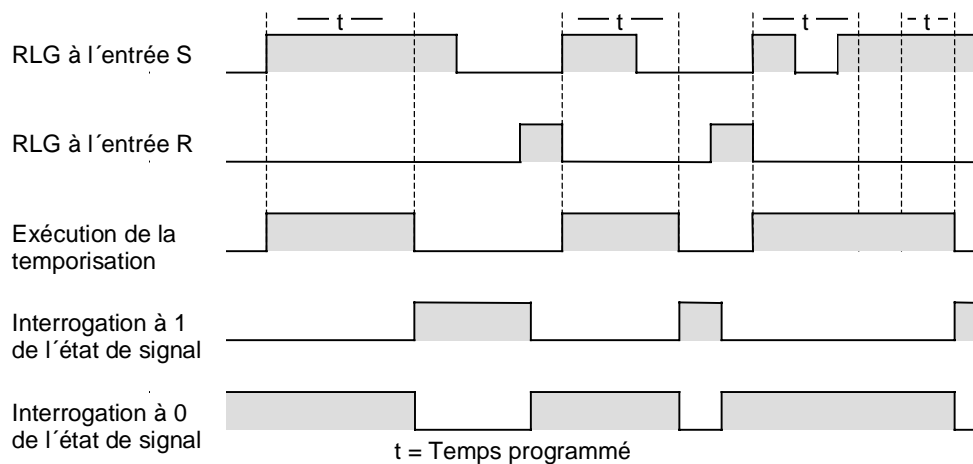 t t t t
RLG à l´entrée S
RLG à l´entrée R
Exécution de la
temporisation
Interrogation à 1
de l´état de signal
Interrogation à 0
de l´état de signal
t = Temps programmé